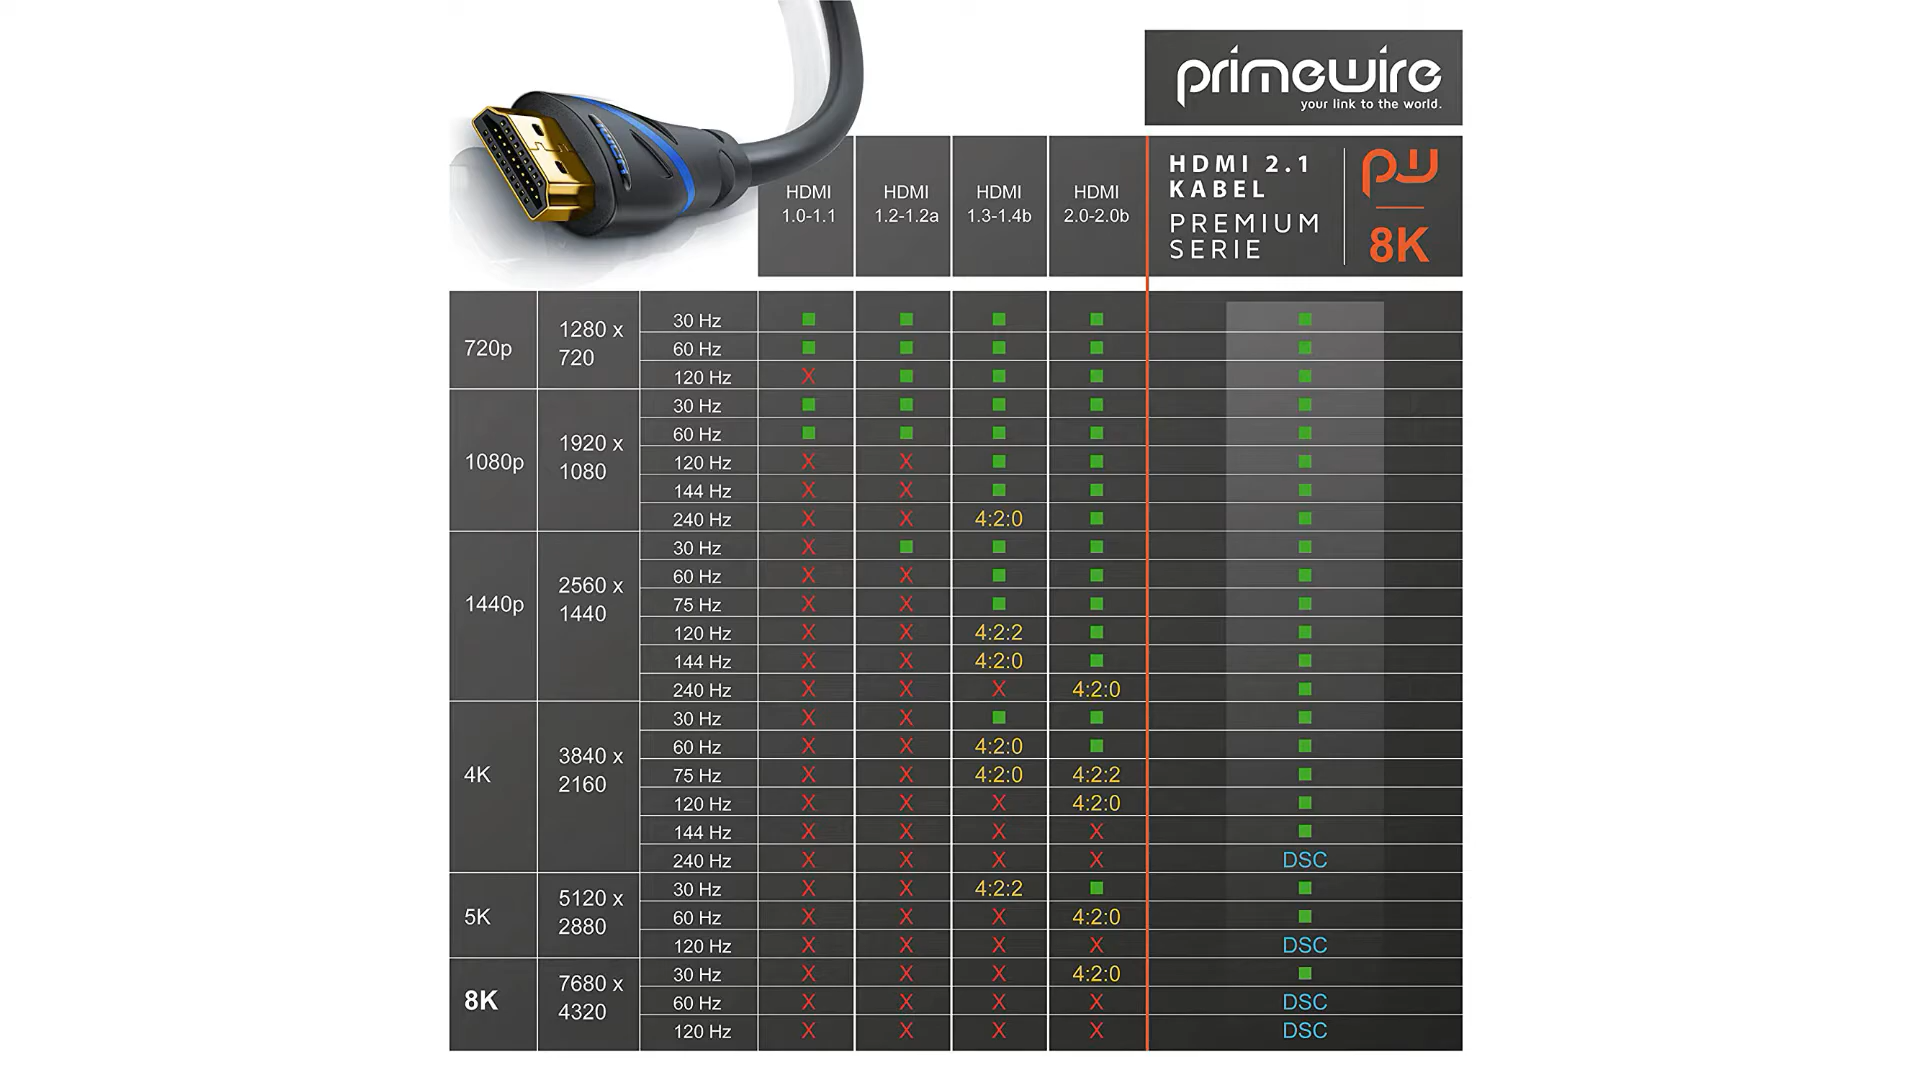 primewire
your link to the world.
HDMI 1.0-1.1
HDMI 1.2-1.2a
HDMI 1.3-1.4b
HDMI 2.0-2.0b
HDMI 2.1
KABEL
PREMIUM
SERIE
8K
720p 1280 x 720
30 Hz
60 Hz
120 Hz X
1080p 1920 x 1080
30 Hz
60 Hz
120 Hz X X
144 Hz X X
240 Hz X X 4:2:0
1440p 2560 x 1440
30 Hz X
60 Hz X X
75 Hz X X
120 Hz X X 4:2:2
144 Hz X X 4:2:0
240 Hz X X X 4:2:0
4K 3840 x 2160
30 Hz X X
60 Hz X X 4:2:0
75 Hz X X 4:2:0 4:2:2
120 Hz X X X 4:2:0
144 Hz X X X X
240 Hz X X X X DSC
5K 5120 x 2880
30 Hz X X 4:2:2
60 Hz X X X 4:2:0
120 Hz X X X X DSC
8K 7680 x 4320
30 Hz X X X 4:2:0
60 Hz X X X X DSC
120 Hz X X X X DSC